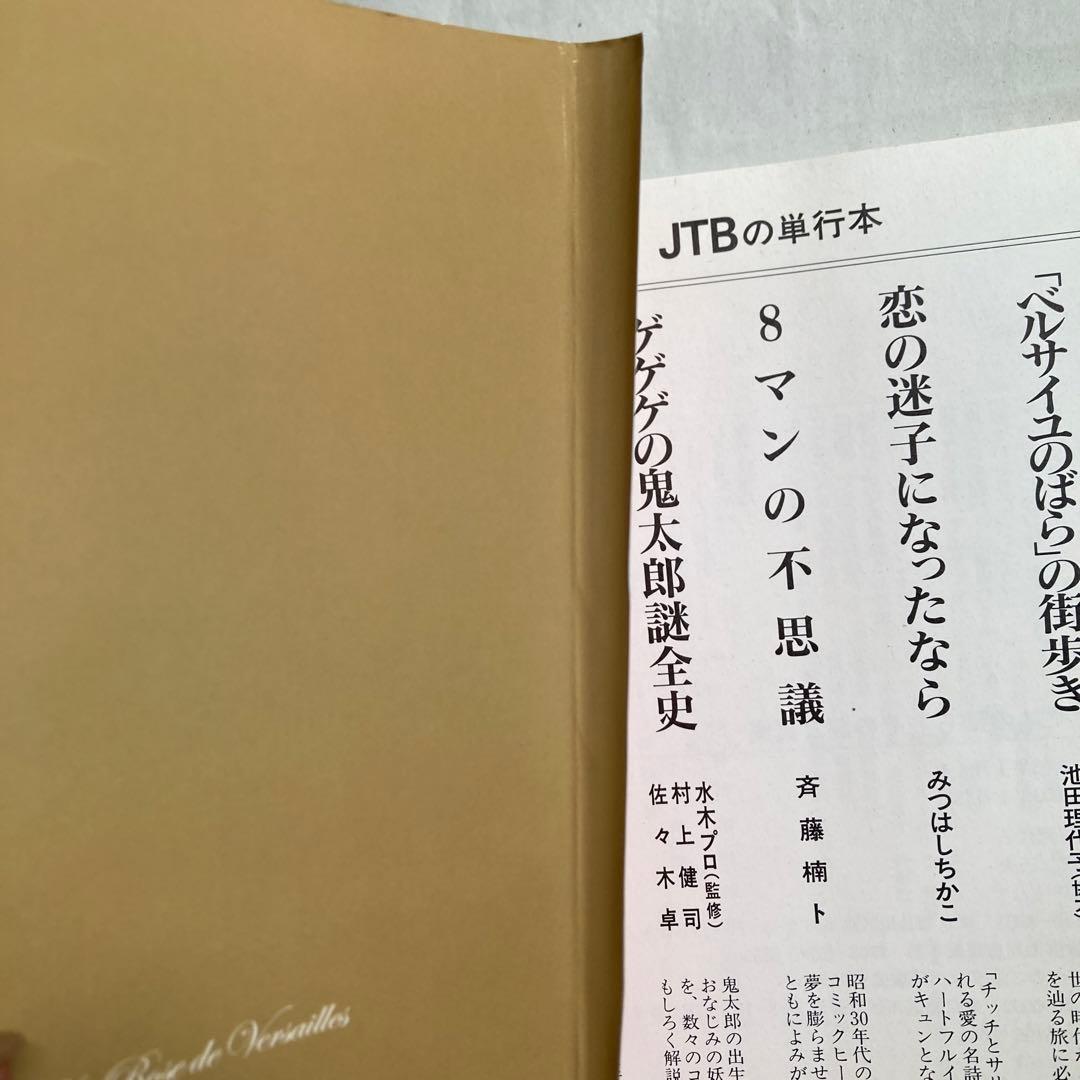 JTBの単行本
「ベルサイユのばら」の街歩き
池田理代子
世の時代
を辿る旅に必
恋の迷子になったなら
みつはしちかこ
「チッチとサリ
れる愛の名詩
ハートフルイ
がキュンとな
8マンの不思議
斉藤楠ト
昭和30年代の
コミックヒー
夢を膨らませ
ともによみが
ゲゲゲの鬼太郎謎全史
水木プロ(監修)
村上健司
佐々木卓
鬼太郎の出生
おなじみの妖
を、数々のコ
もしろく解説
Rose de Versailles